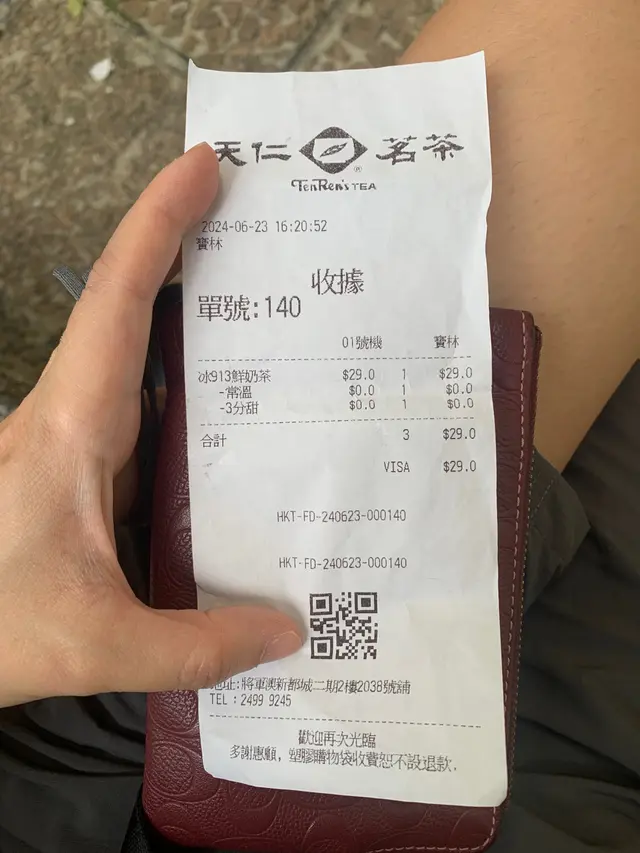 天仁 茗茶
TenRen's TEA
2024-06-23 16:20:52
寶林
收據
單號:140
01號機 寶林
冰913鮮奶茶 $29.0 1 $29.0
-常溫 $0.0 1 $0.0
-3分甜 $0.0 1 $0.0
合計 3 $29.0
VISA $29.0
HKT-FD-240623-000140
HKT-FD-240623-000140
地址:將軍澳新都城二期2樓2038號舖
TEL：2499 9245
歡迎再次光臨
多謝惠顧，塑膠購物袋收費恕不設退款.